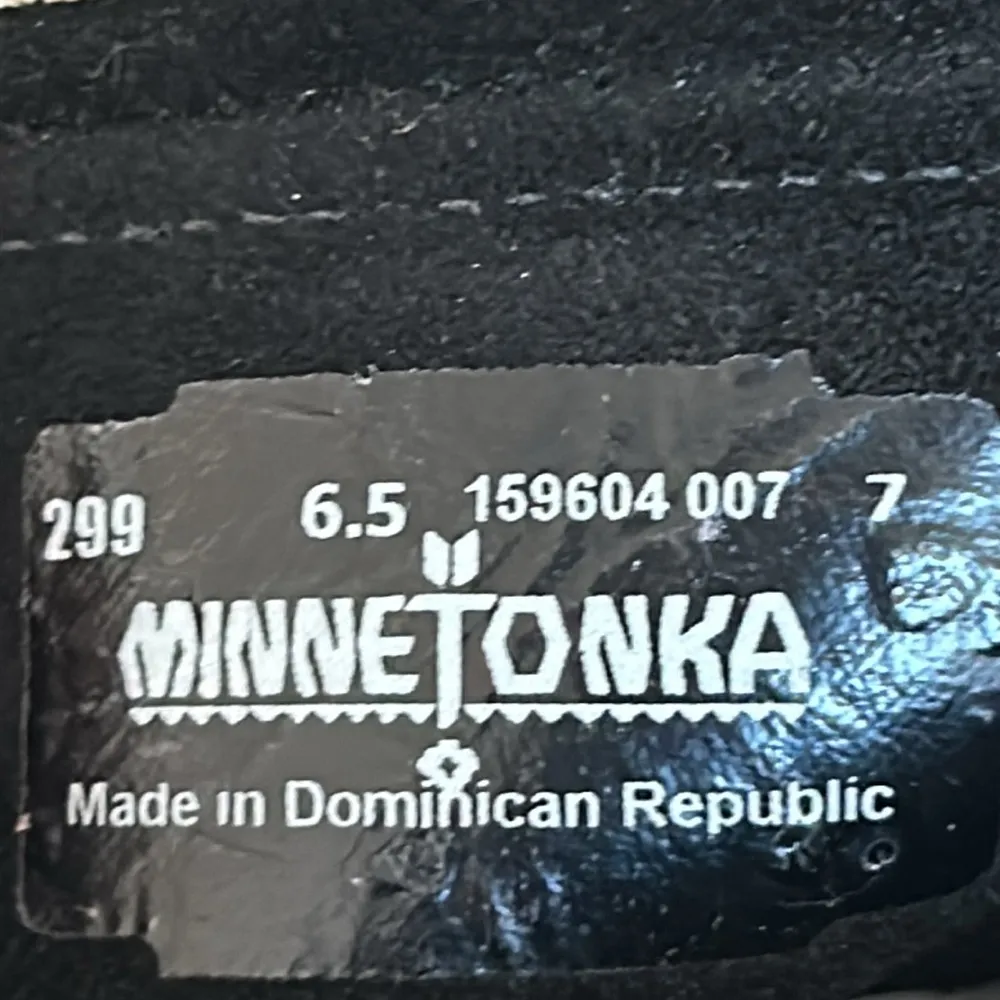 299 6.5 159604 007 7
MINNETONKA
Made in Dominican Republic